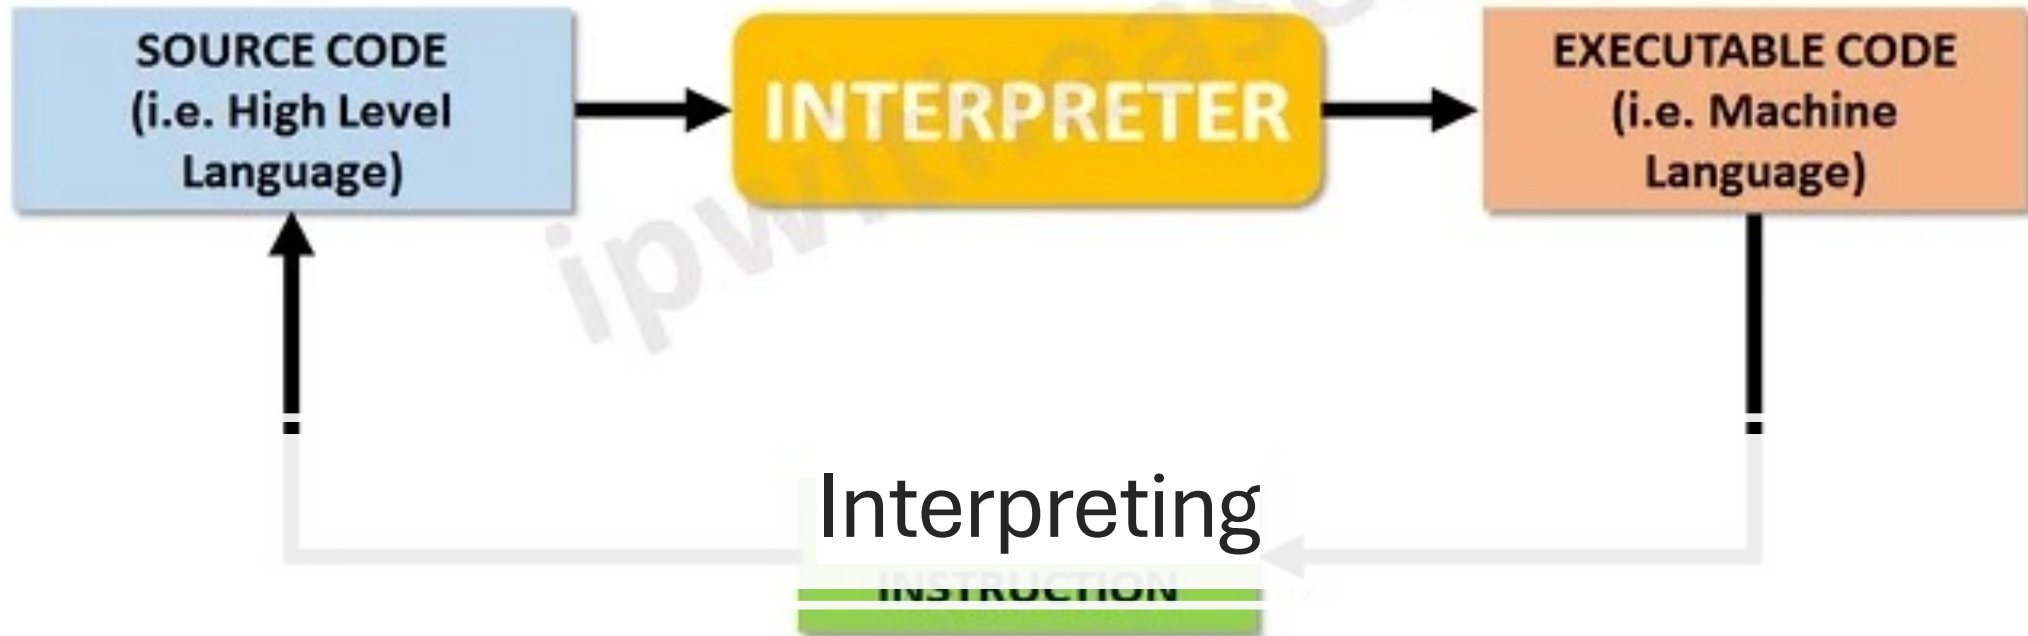 SOURCE CODE
(i.e. High Level
Language)
INTERPRETER
EXECUTABLE CODE
(i.e. Machine
Language)
Interpreting
INSTRUCTION